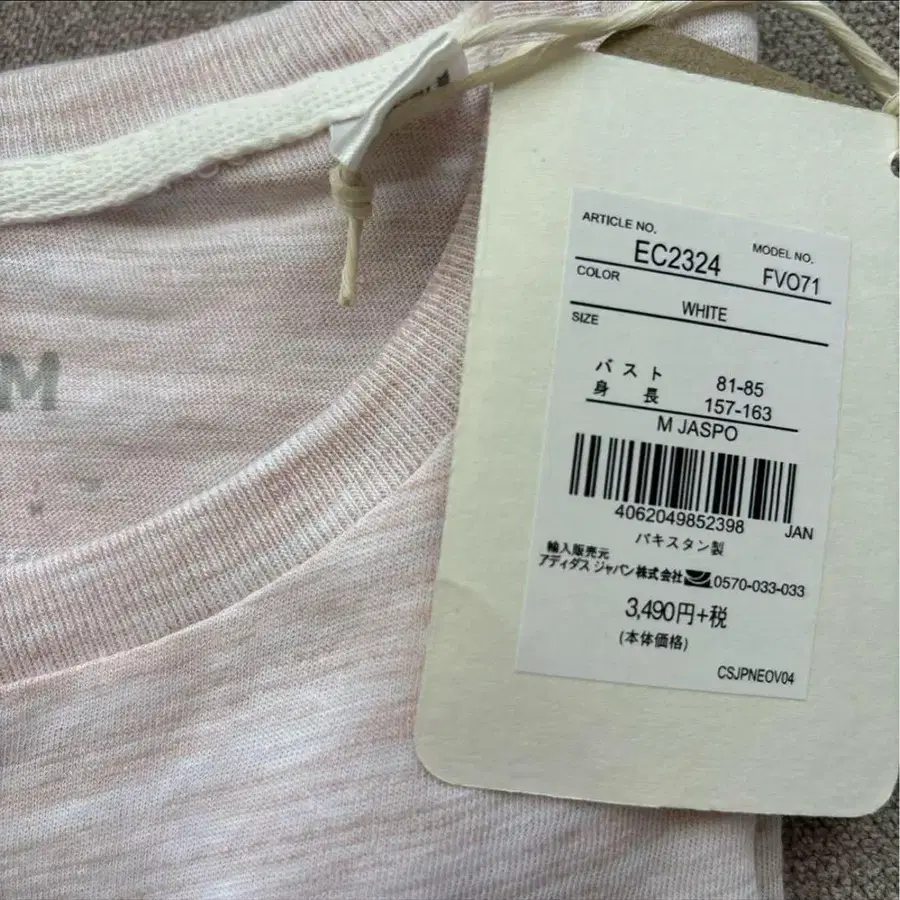 M
ARTICLE NO.
EC2324
MODEL NO.
FVO71
COLOR
WHITE
SIZE
バスト 81-85
身長 157-163
M JASPO
4062049852398 JAN
パキスタン製
輸入販売元
アディダス ジャパン株式会社 0570-033-033
3,490円+税
(本体価格)
CSJPNEOV04